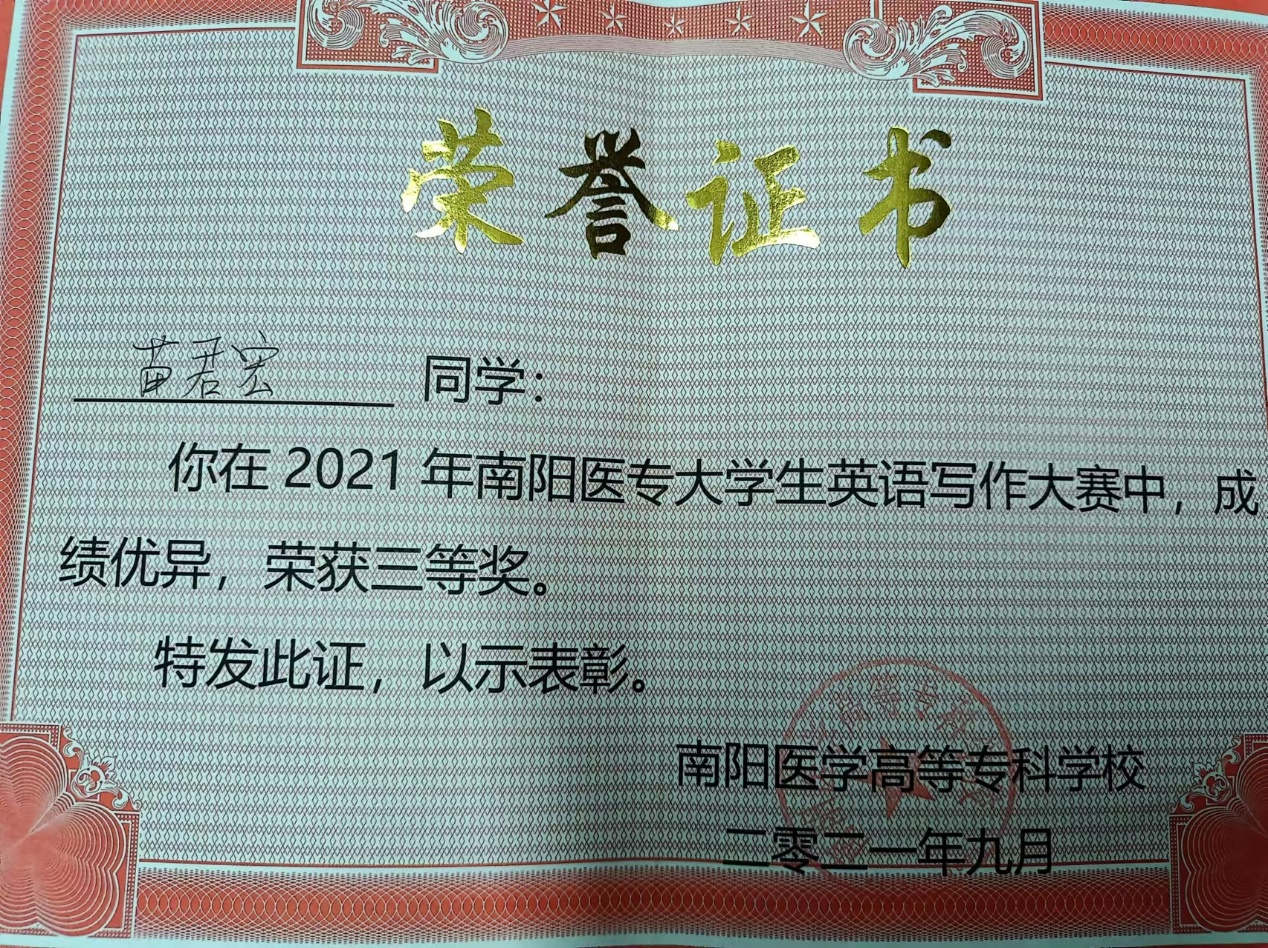 荣誉证书
苗君宏 同学：
你在 2021 年南阳医专大学生英语写作大赛中，成
绩优异，荣获三等奖。
特发此证，以示表彰。
南阳医学高等专科学校
二零二一年九月